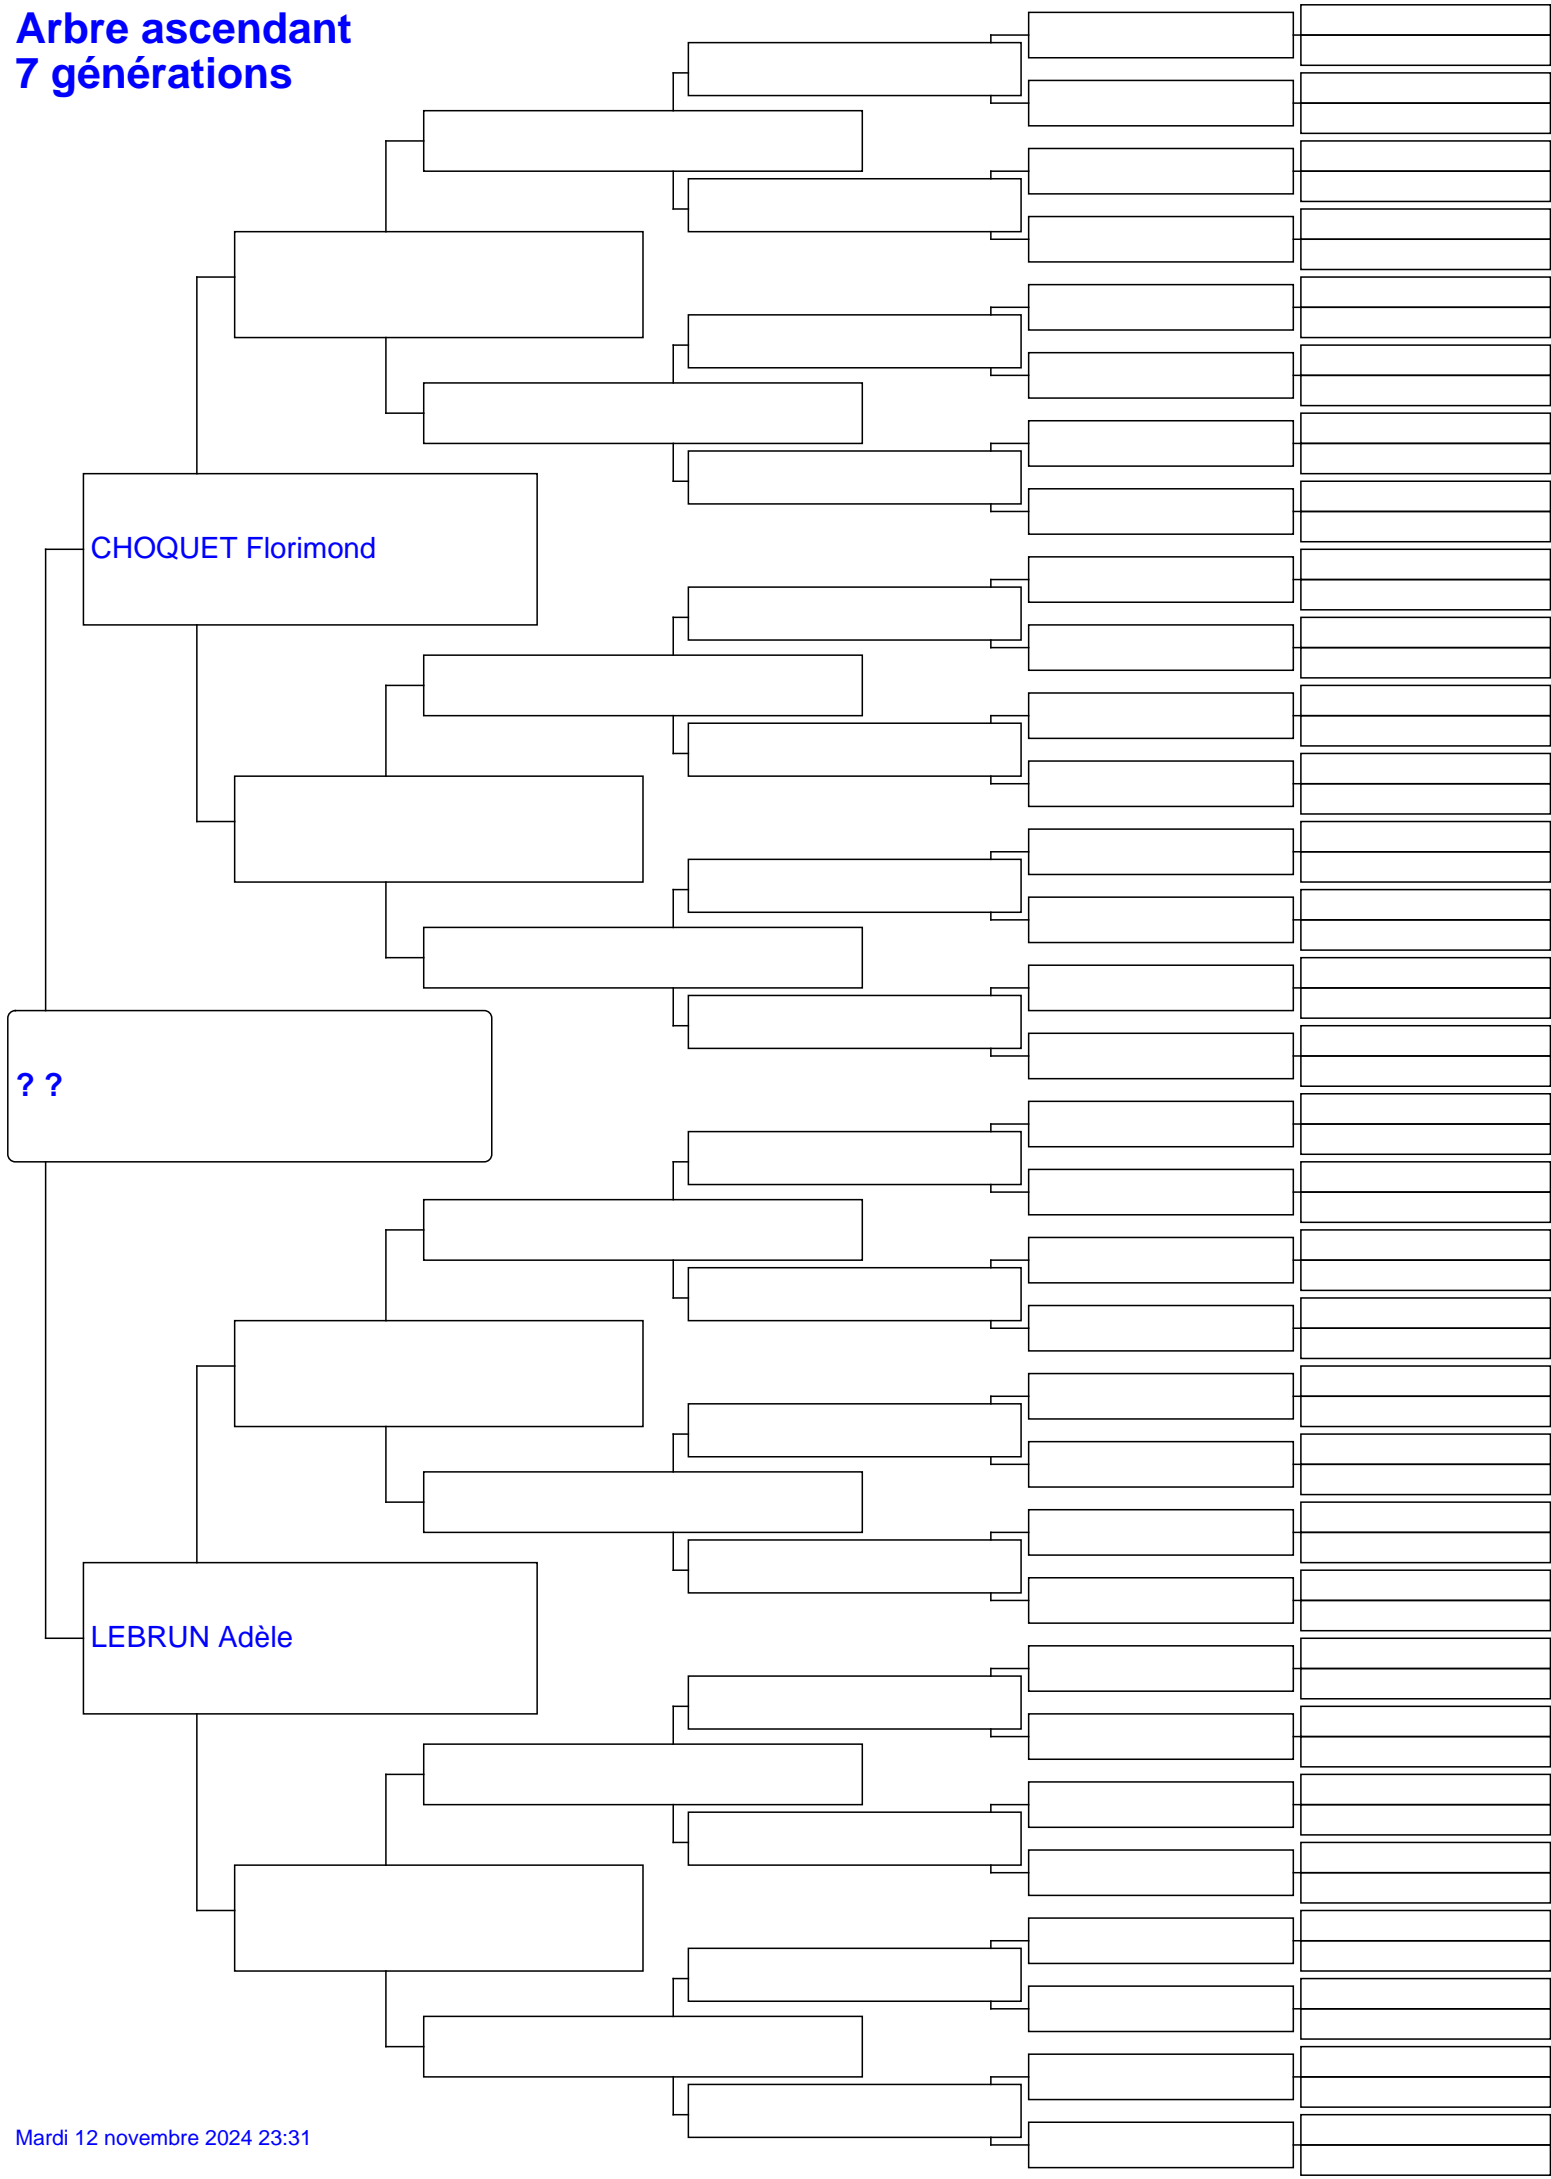 Arbre ascendant
7 générations
CHOQUET Florimond
? ?
LEBRUN Adèle
Mardi 12 novembre 2024 23:31